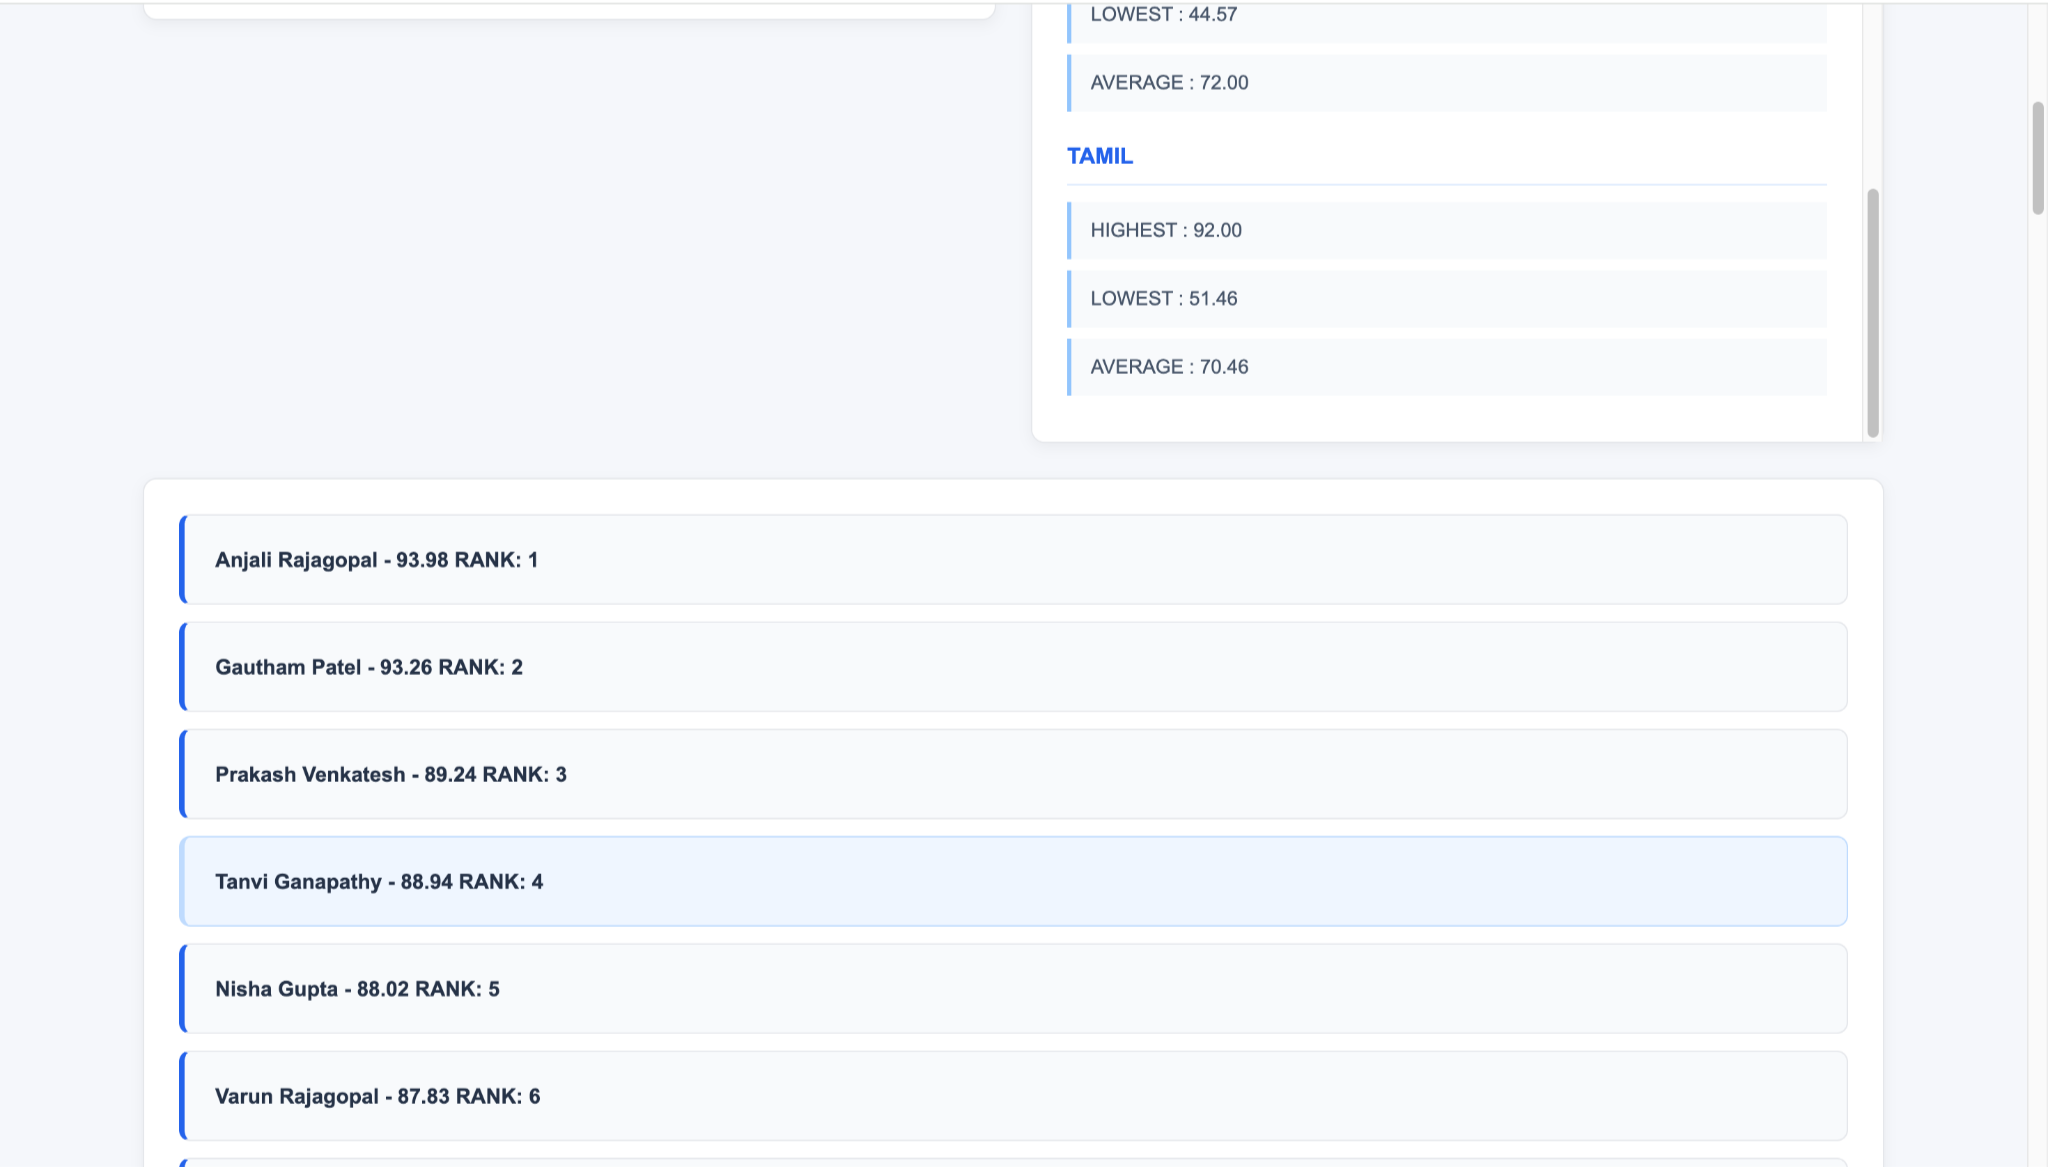 LOWEST : 44.57
AVERAGE : 72.00
TAMIL
HIGHEST : 92.00
LOWEST : 51.46
AVERAGE : 70.46
Anjali Rajagopal - 93.98 RANK: 1
Gautham Patel - 93.26 RANK: 2
Prakash Venkatesh - 89.24 RANK: 3
Tanvi Ganapathy - 88.94 RANK: 4
Nisha Gupta - 88.02 RANK: 5
Varun Rajagopal - 87.83 RANK: 6